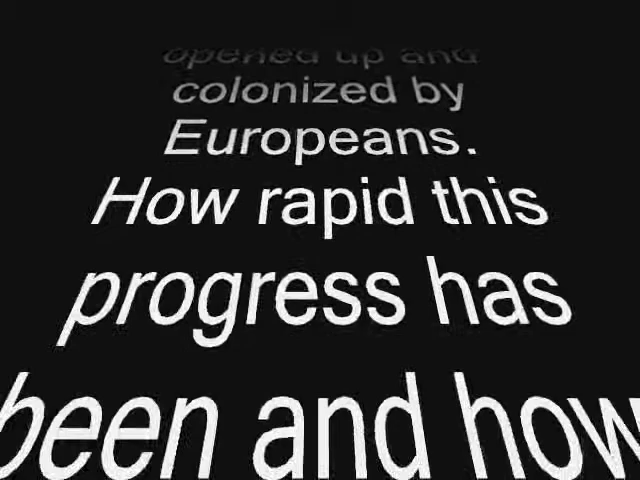 opened up and
colonized by
Europeans.
How rapid this
progress has
been and how